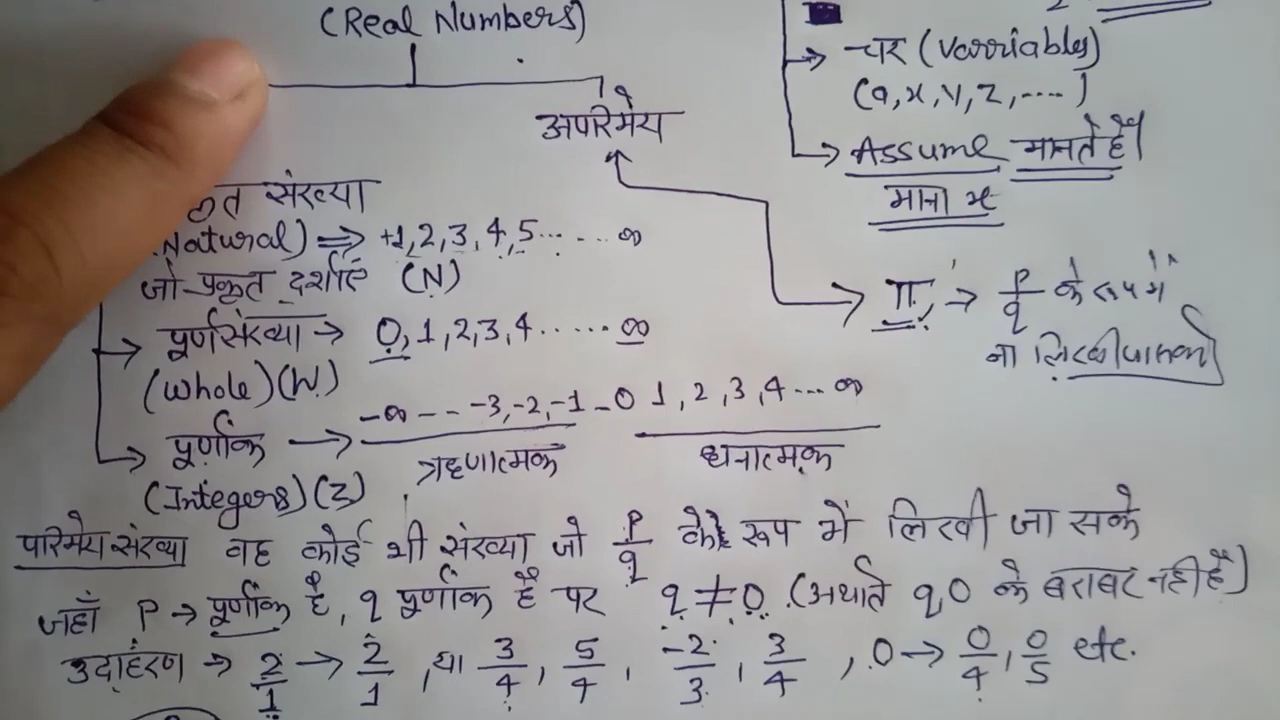 (Real Numbers)
अपरिमेय
चर (Varriables)
(a, x, y, z, ....)
Assume मानते हैं।
माना x
कृत संख्या
Natural) ⇒ +1, 2, 3, 4, 5 ..... ∞
जो प्रकृत दर्शाए (N)
पूर्णसंख्या → 0, 1, 2, 3, 4 ...... ∞
(Whole) (W)
π, → p/q के रूप में
ना लिखी जा सके
पूर्णांक → -∞ --- -3, -2, -1 - 0 1, 2, 3, 4 ... ∞
ऋणात्मक धनात्मक
(Integers) (Z)
परिमेय संख्या वह कोई भी संख्या जो p/q के रूप में लिखी जा सके
जहाँ P → पूर्णांक है, q पूर्णांक है पर q ≠ 0 (अर्थात q 0 के बराबर नही है)
उदाहरण → 2/1 → 2/1, या 3/4, 5/4, -2/3, 3/4, 0 → 0/4, 0/5 etc.